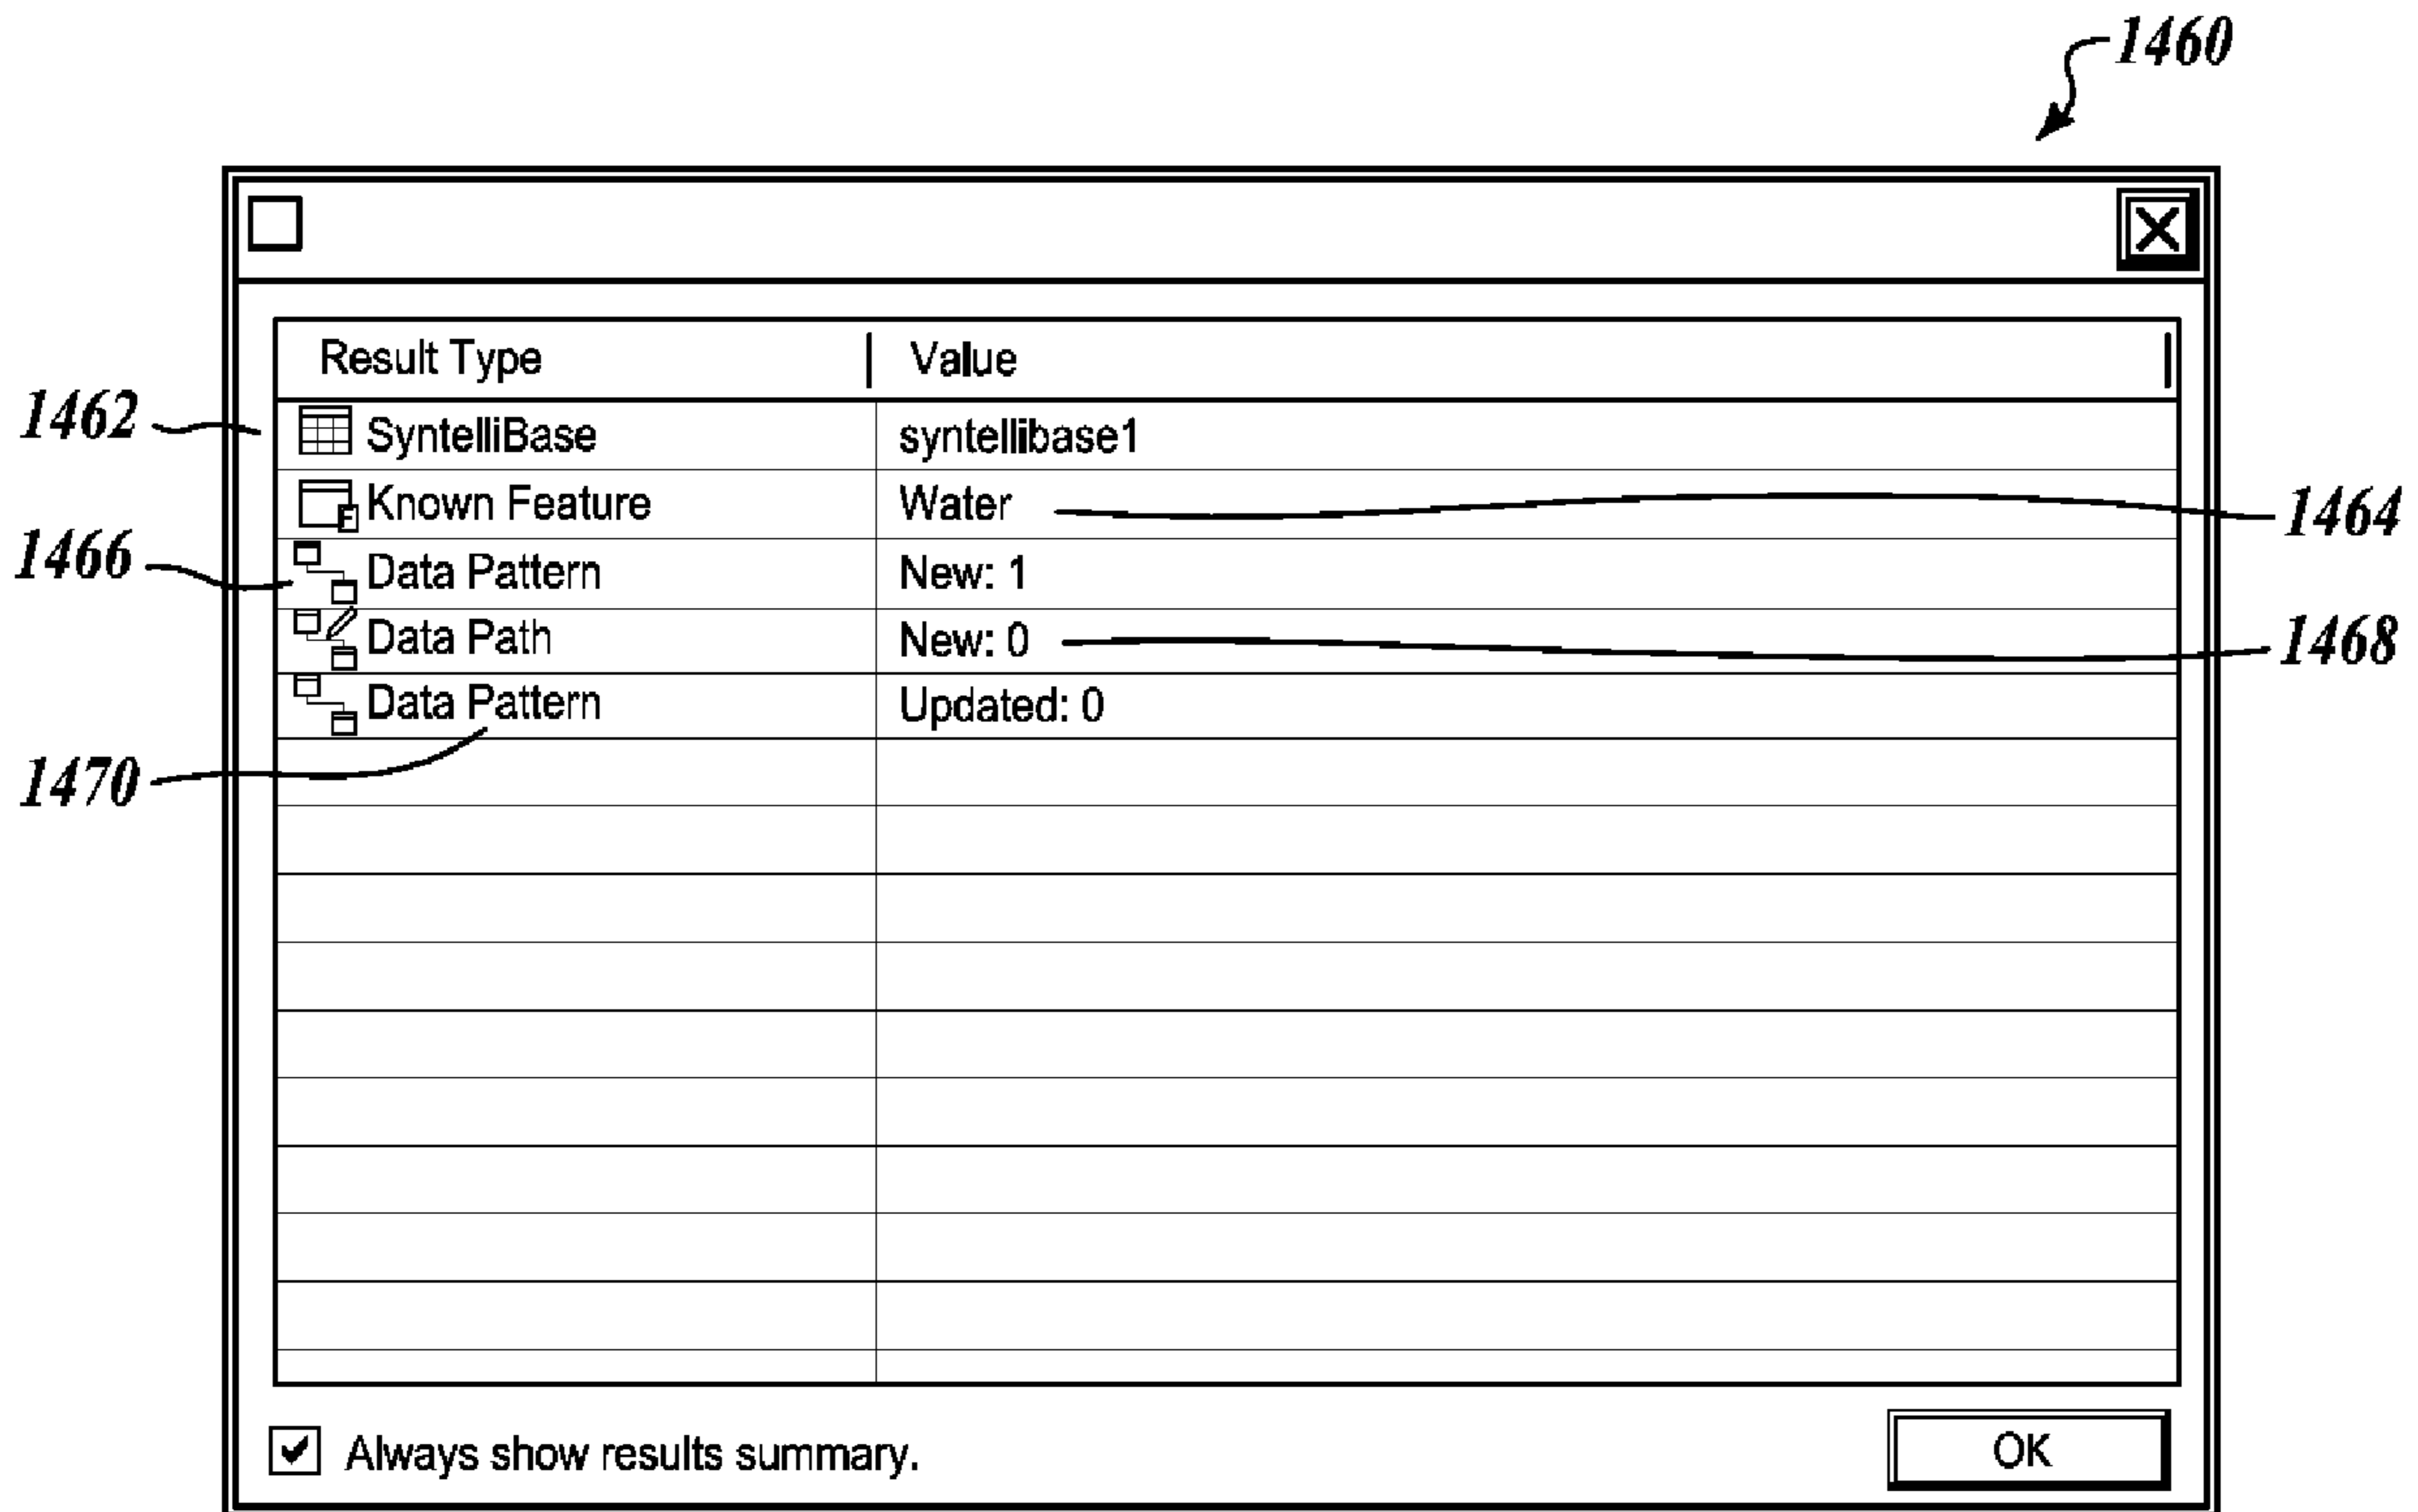 1460
Result Type Value
1462 SyntelliBase syntellibase1
Known Feature Water 1464
1466 Data Pattern New: 1
Data Path New: 0 1468
Data Pattern Updated: 0
1470
Always show results summary. OK